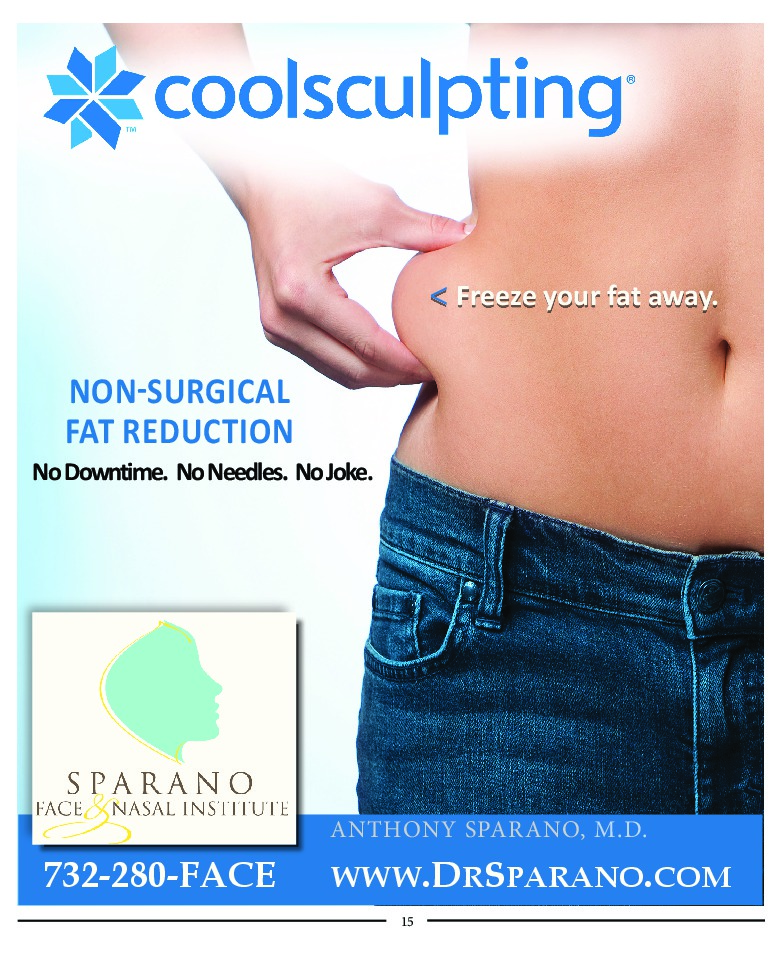 coolsculpting®
™
< Freeze your fat away.
NON-SURGICAL
FAT REDUCTION
No Downtime. No Needles. No Joke.
SPARANO
FACE & NASAL INSTITUTE
ANTHONY SPARANO, M.D.
732-280-FACE
WWW.DRSPARANO.COM
15